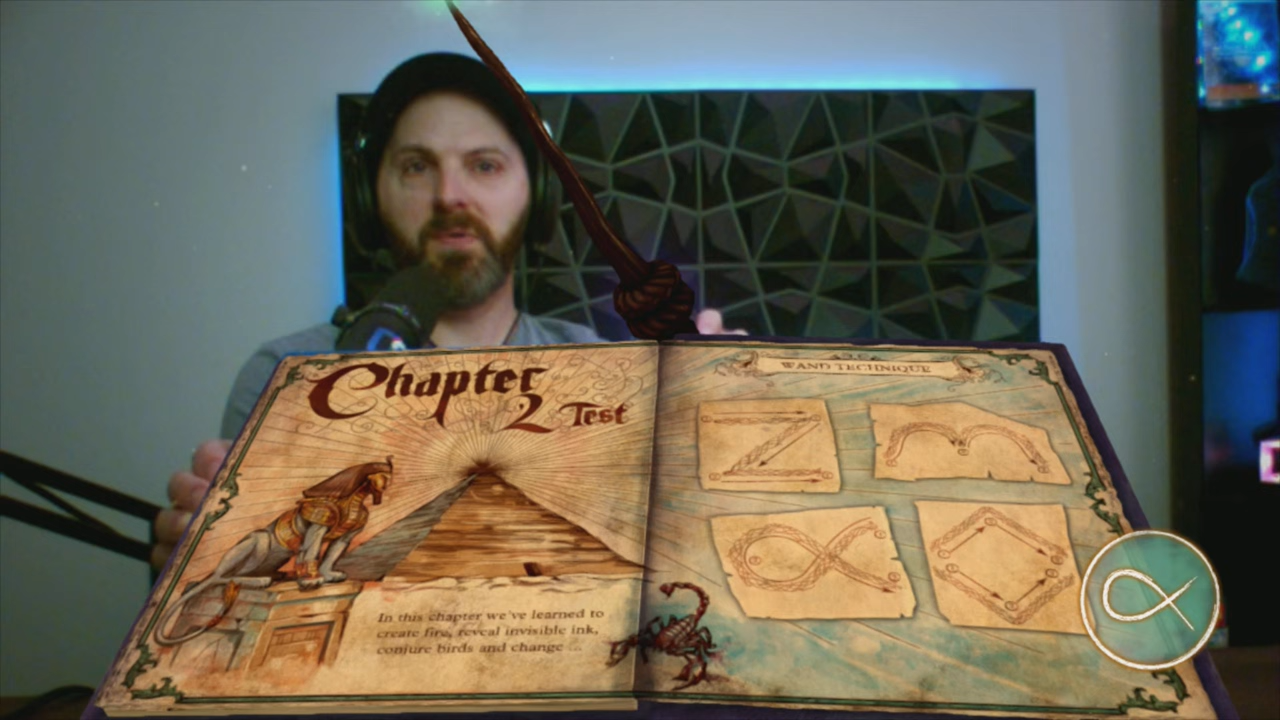 Chapter
2 Test
WAND TECHNIQUE
In this chapter we've learned to
create fire, reveal invisible ink,
conjure birds and change ...